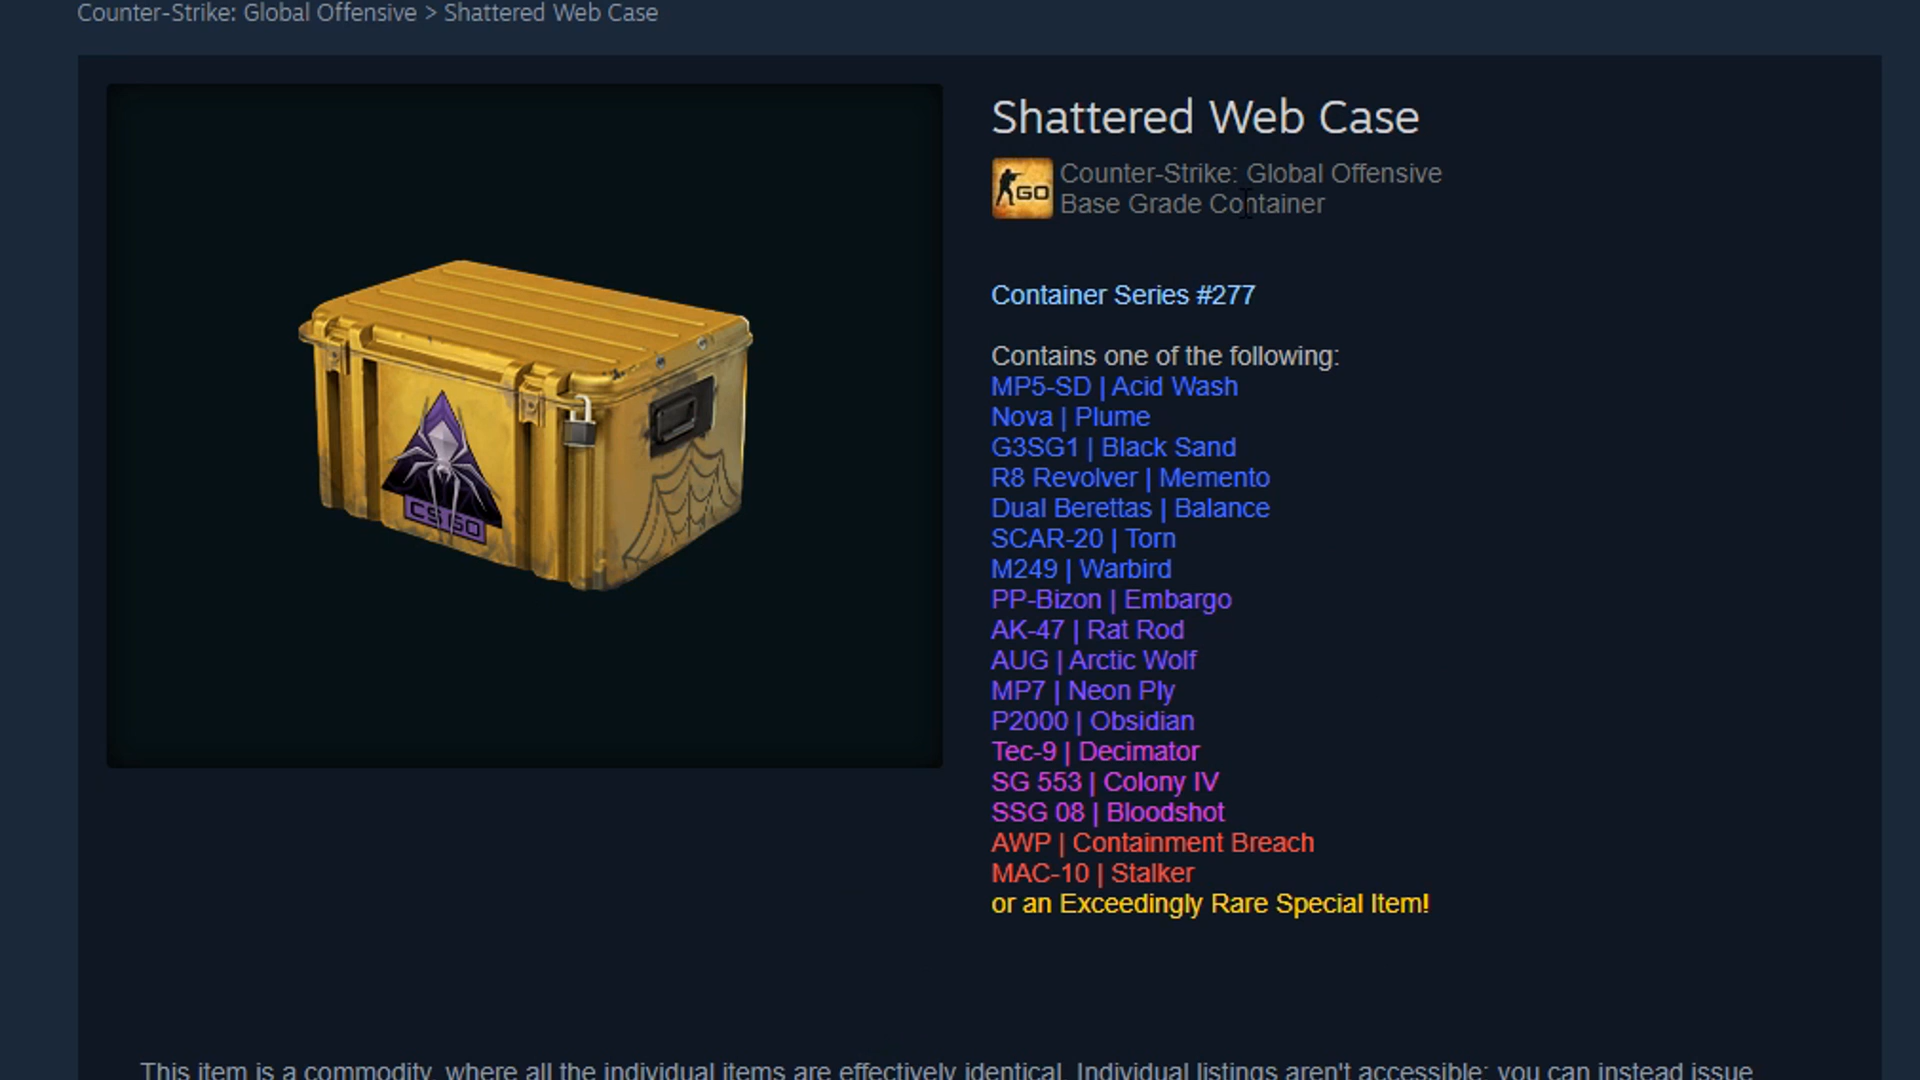 Counter-Strike: Global Offensive > Shattered Web Case
Shattered Web Case
GO
Counter-Strike: Global Offensive
Base Grade Container
Container Series #277
Contains one of the following:
MP5-SD | Acid Wash
Nova | Plume
G3SG1 | Black Sand
R8 Revolver | Memento
Dual Berettas | Balance
SCAR-20 | Torn
M249 | Warbird
PP-Bizon | Embargo
AK-47 | Rat Rod
AUG | Arctic Wolf
MP7 | Neon Ply
P2000 | Obsidian
Tec-9 | Decimator
SG 553 | Colony IV
SSG 08 | Bloodshot
AWP | Containment Breach
MAC-10 | Stalker
or an Exceedingly Rare Special Item!
CS GO
This item is a commodity, where all the individual items are effectively identical. Individual listings aren't accessible; you can instead issue